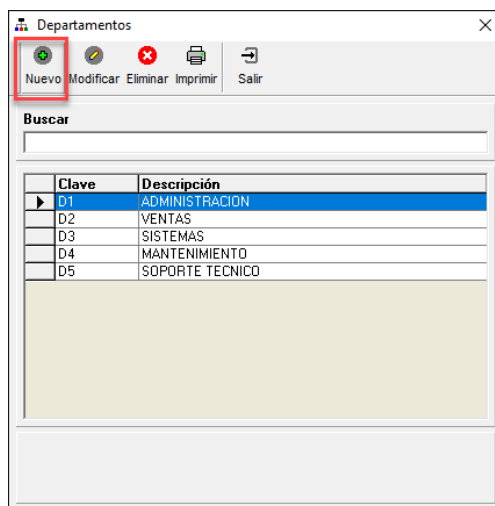 Departamentos
Nuevo Modificar Eliminar Imprimir Salir
Buscar
Clave Descripción
D1 ADMINISTRACION
D2 VENTAS
D3 SISTEMAS
D4 MANTENIMIENTO
D5 SOPORTE TECNICO